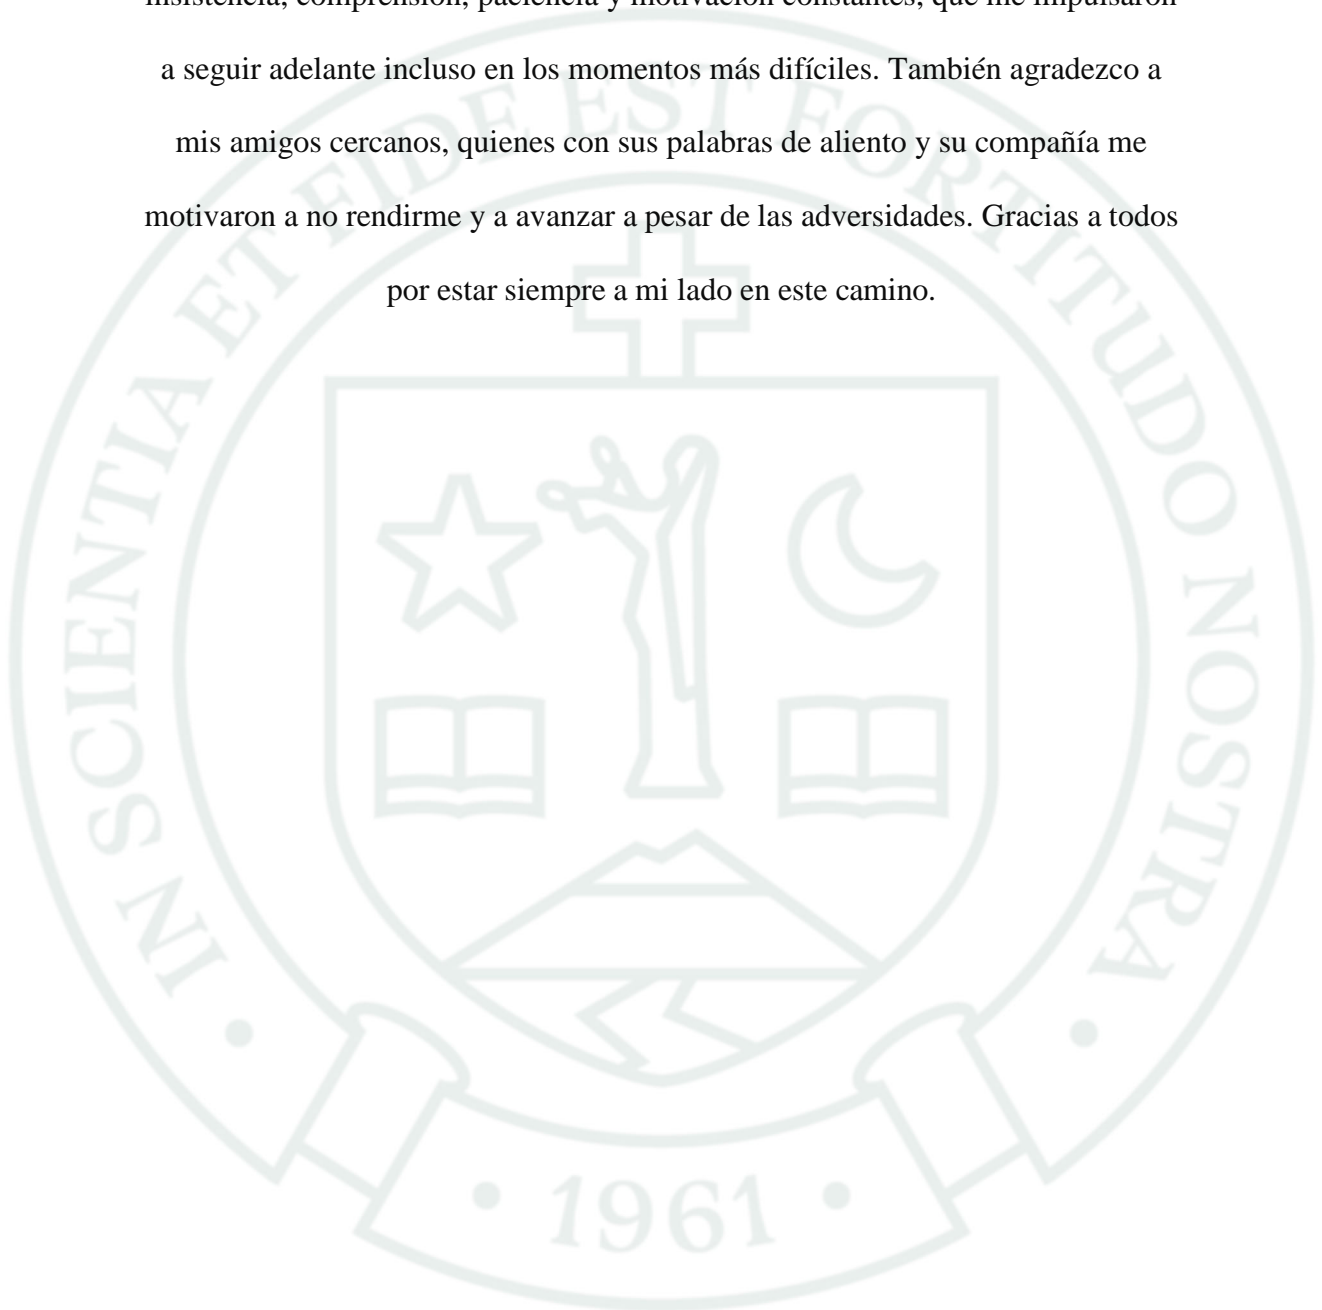 insistencia, comprensión, paciencia y motivación constantes, que me impulsaron
a seguir adelante incluso en los momentos más difíciles. También agradezco a
mis amigos cercanos, quienes con sus palabras de aliento y su compañía me
motivaron a no rendirme y a avanzar a pesar de las adversidades. Gracias a todos
por estar siempre a mi lado en este camino.
IN SCIENTIA ET FIDE EST FORTITUDO NOSTRA
• 1961 •